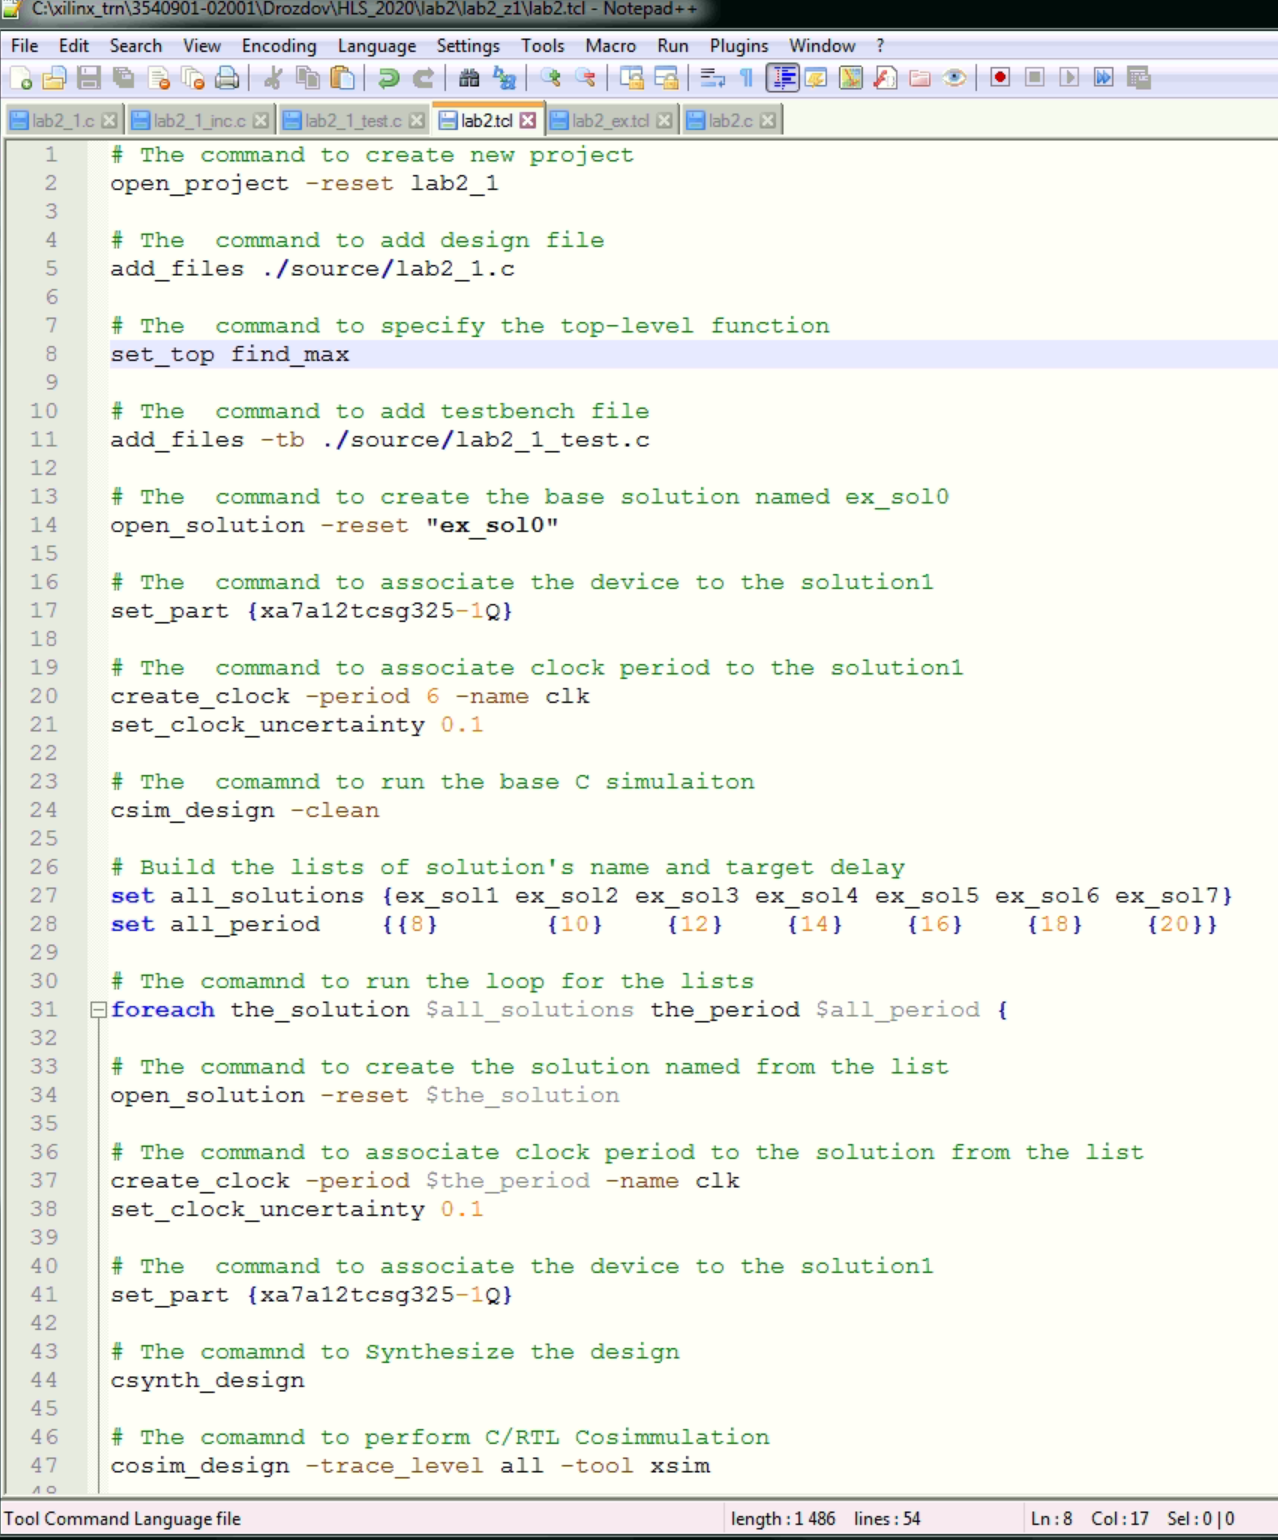 C:\xilinx_trn\3540901-02001\Drozdov\HLS_2020\lab2\lab2_z1\lab2.tcl - Notepad++
File Edit Search View Encoding Language Settings Tools Macro Run Plugins Window ?
lab2_1.c lab2_1_inc.c lab2_1_test.c lab2.tcl lab2_ex.tcl lab2.c
1 # The command to create new project
2 open_project -reset lab2_1
3
4 # The  command to add design file
5 add_files ./source/lab2_1.c
6
7 # The  command to specify the top-level function
8 set_top find_max
9
10 # The  command to add testbench file
11 add_files -tb ./source/lab2_1_test.c
12
13 # The  command to create the base solution named ex_sol0
14 open_solution -reset "ex_sol0"
15
16 # The  command to associate the device to the solution1
17 set_part {xa7a12tcsg325-1Q}
18
19 # The  command to associate clock period to the solution1
20 create_clock -period 6 -name clk
21 set_clock_uncertainty 0.1
22
23 # The  comamnd to run the base C simulaiton
24 csim_design -clean
25
26 # Build the lists of solution's name and target delay
27 set all_solutions {ex_sol1 ex_sol2 ex_sol3 ex_sol4 ex_sol5 ex_sol6 ex_sol7}
28 set all_period    {{8}       {10}    {12}    {14}    {16}    {18}    {20}}
29
30 # The comamnd to run the loop for the lists
31 foreach the_solution $all_solutions the_period $all_period {
32
33 # The command to create the solution named from the list
34 open_solution -reset $the_solution
35
36 # The command to associate clock period to the solution from the list
37 create_clock -period $the_period -name clk
38 set_clock_uncertainty 0.1
39
40 # The  command to associate the device to the solution1
41 set_part {xa7a12tcsg325-1Q}
42
43 # The comamnd to Synthesize the design
44 csynth_design
45
46 # The comamnd to perform C/RTL Cosimmulation
47 cosim_design -trace_level all -tool xsim
48
Tool Command Language file length : 1 486 lines : 54 Ln : 8 Col : 17 Sel : 0 | 0